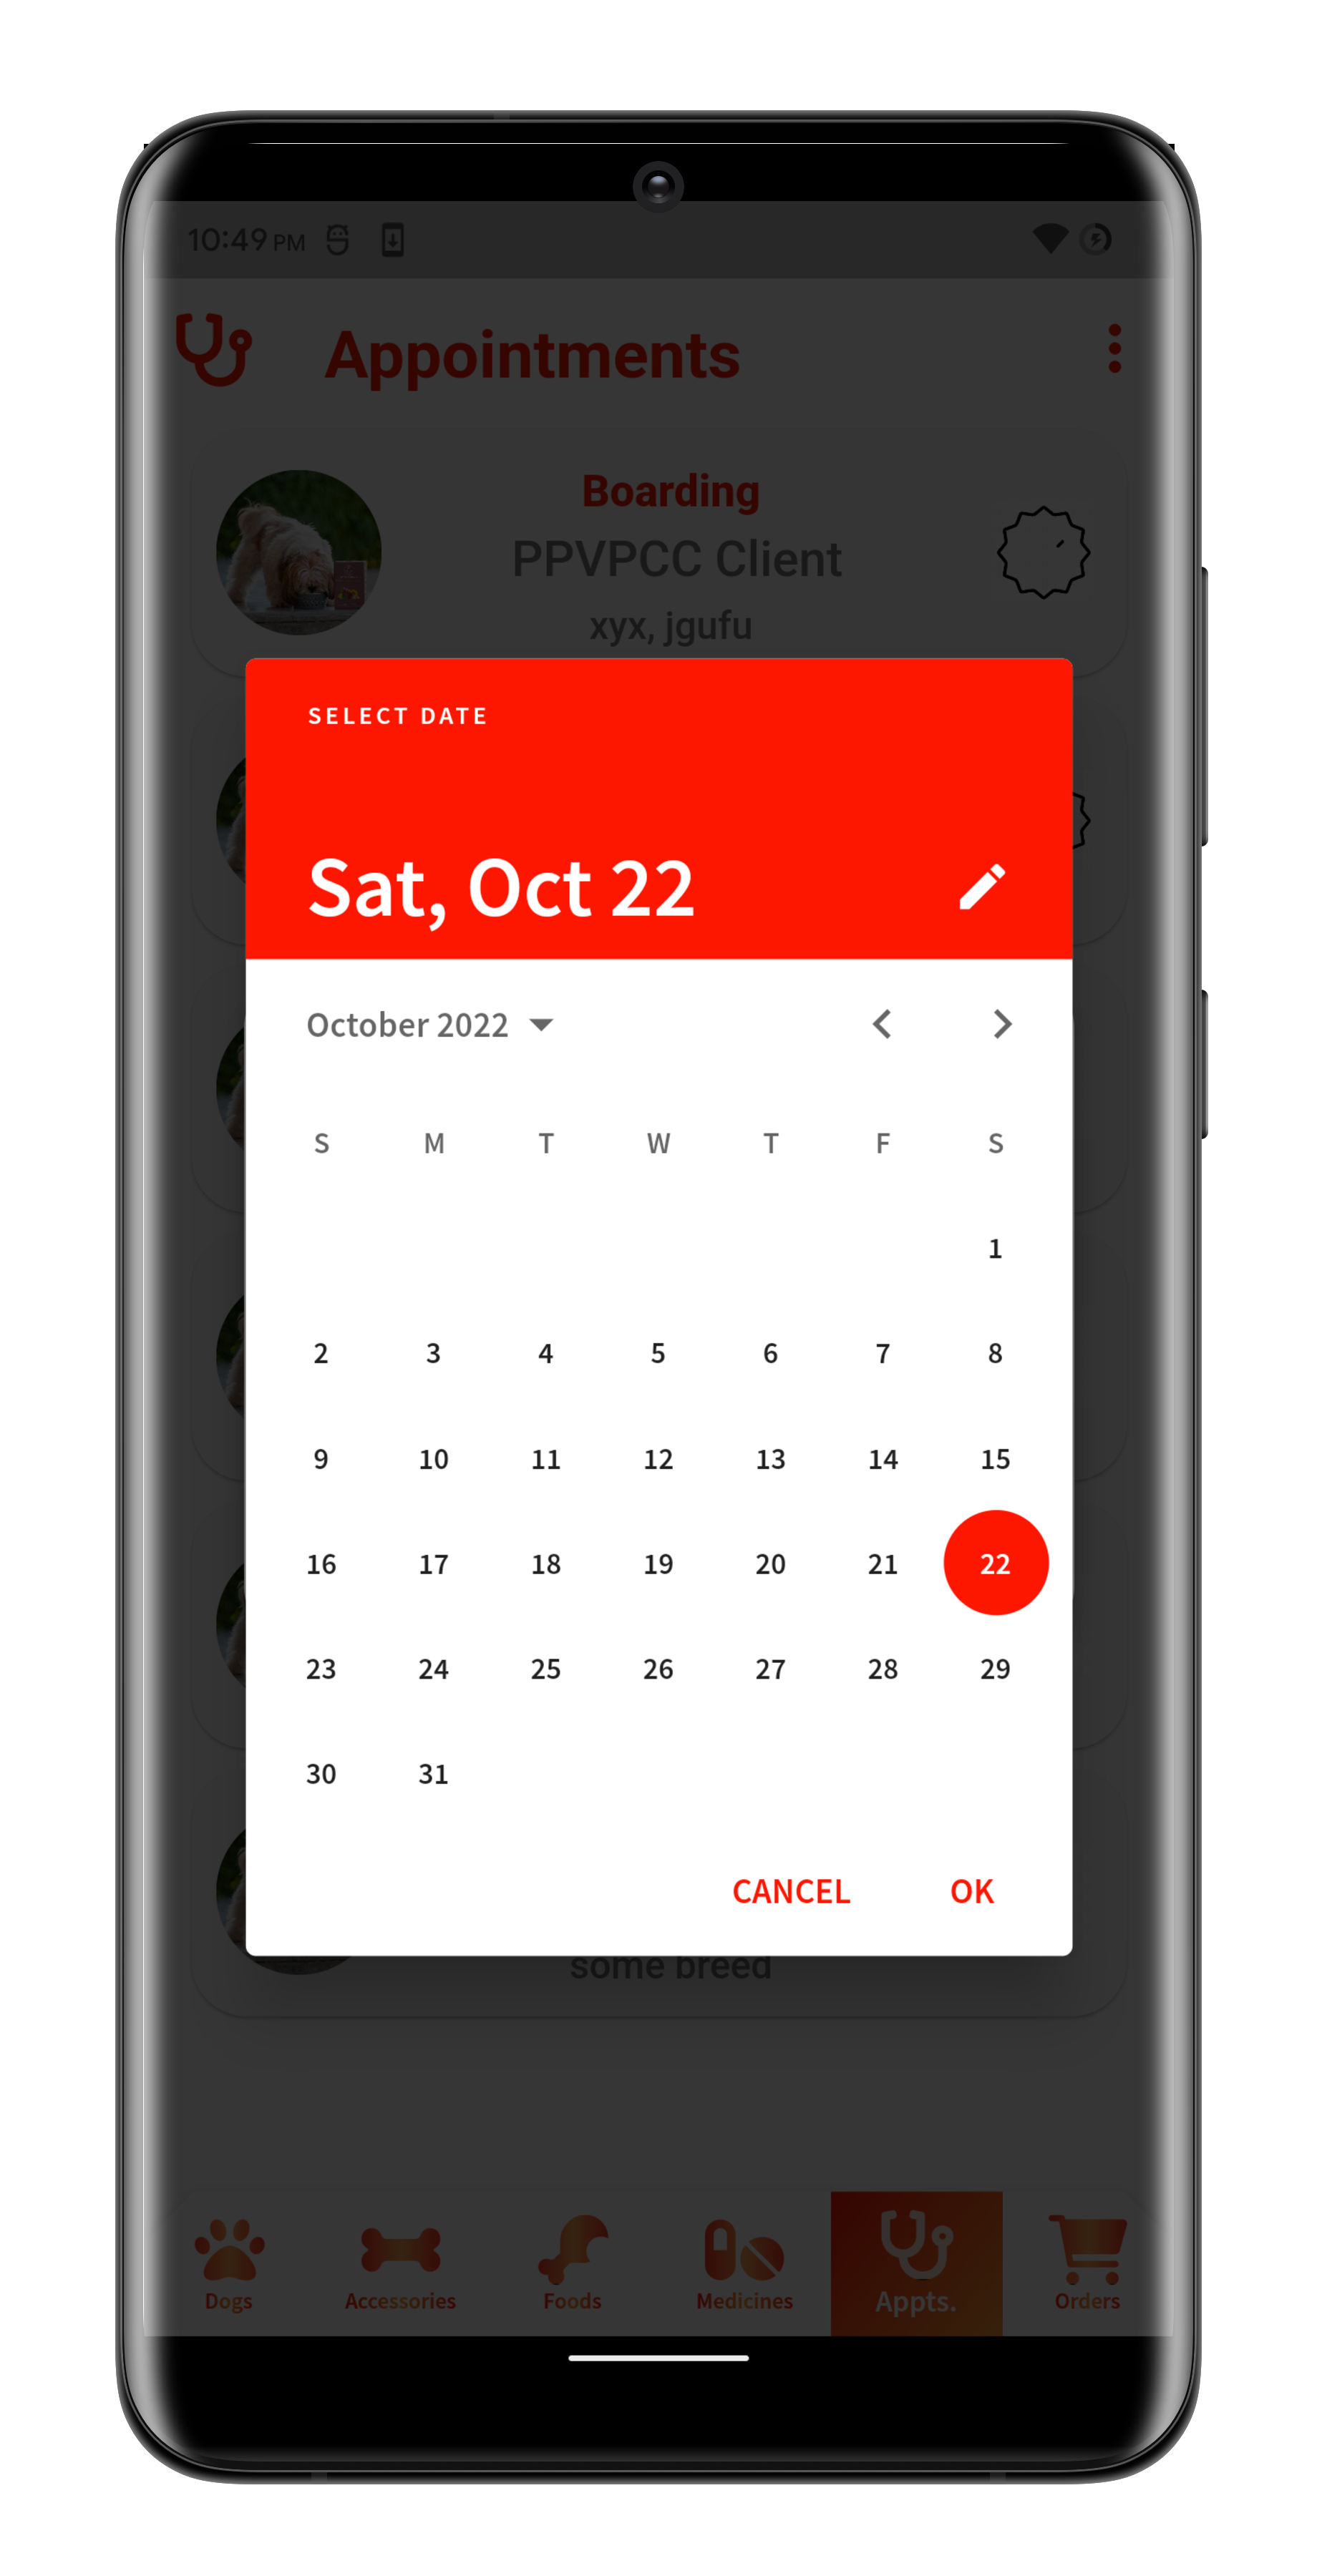 10:49 PM
Appointments
Boarding
PPVPCC Client
xyx, jgufu
SELECT DATE
Sat, Oct 22
October 2022
S M T W T F S
1
2 3 4 5 6 7 8
9 10 11 12 13 14 15
16 17 18 19 20 21 22
23 24 25 26 27 28 29
30 31
CANCEL OK
some breed
Dogs Accessories Foods Medicines Appts. Orders